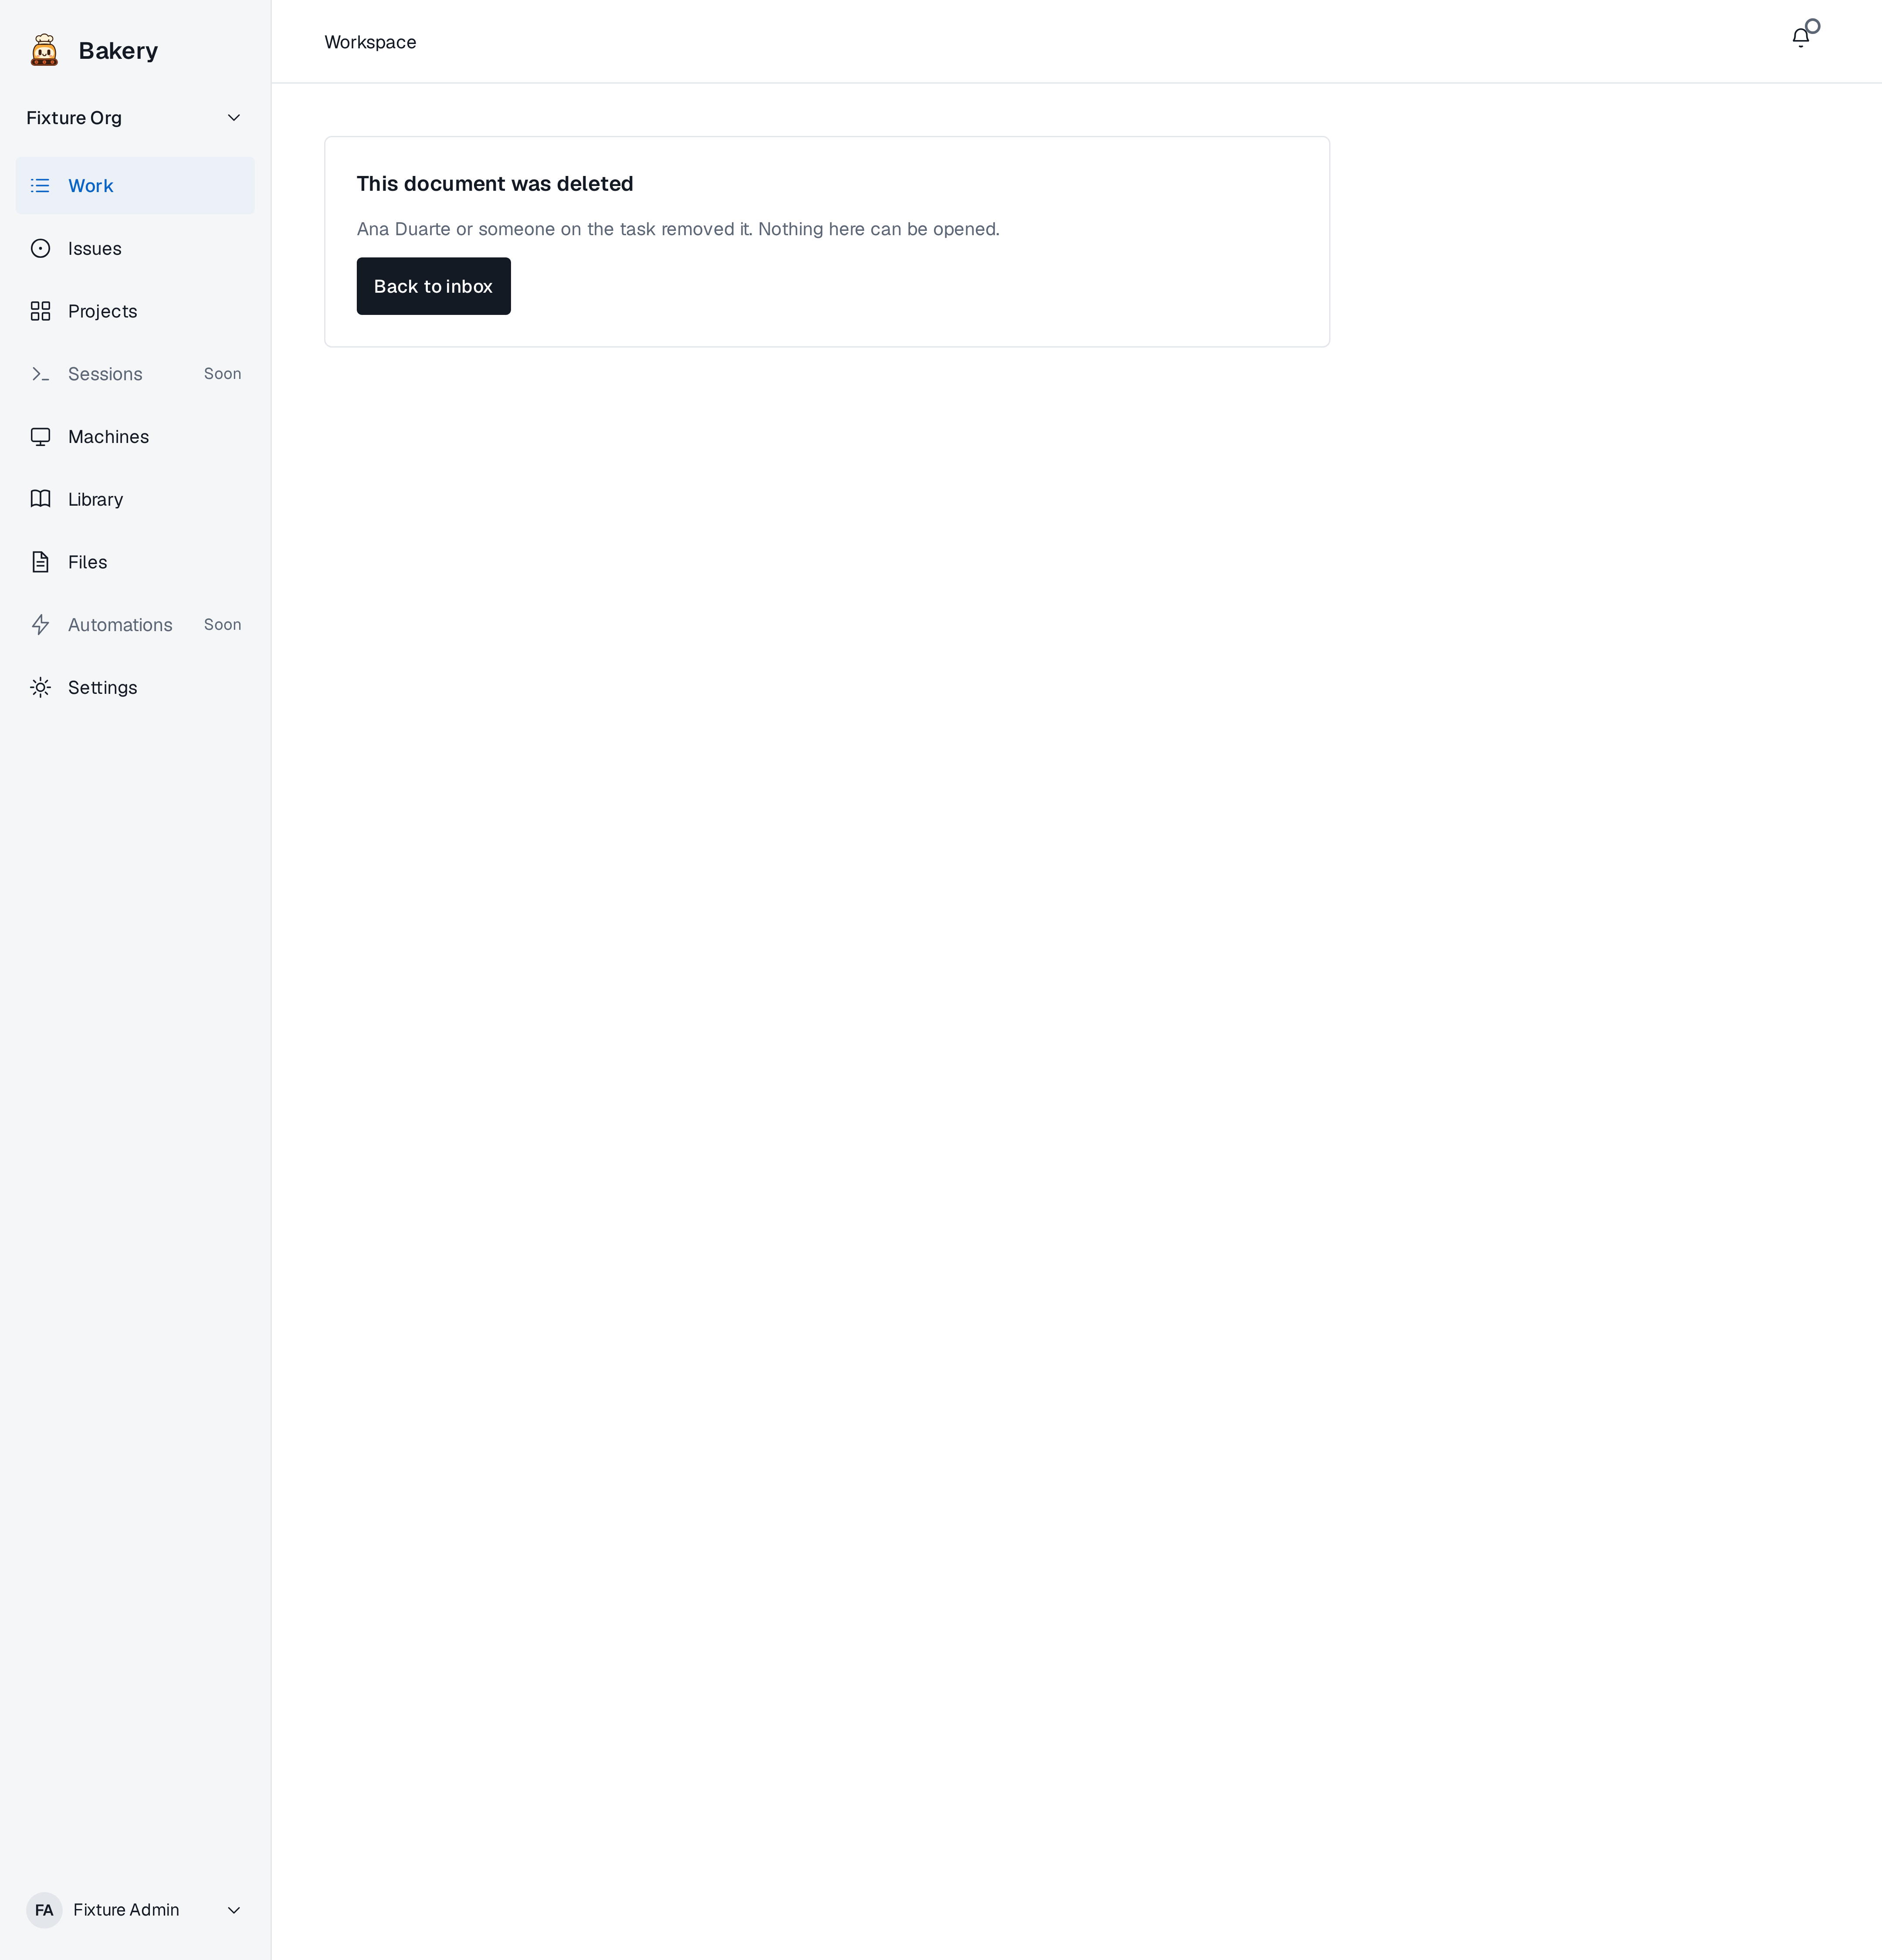 Bakery
Fixture Org
Work
Issues
Projects
Sessions Soon
Machines
Library
Files
Automations Soon
Settings
FA Fixture Admin
Workspace
This document was deleted
Ana Duarte or someone on the task removed it. Nothing here can be opened.
Back to inbox